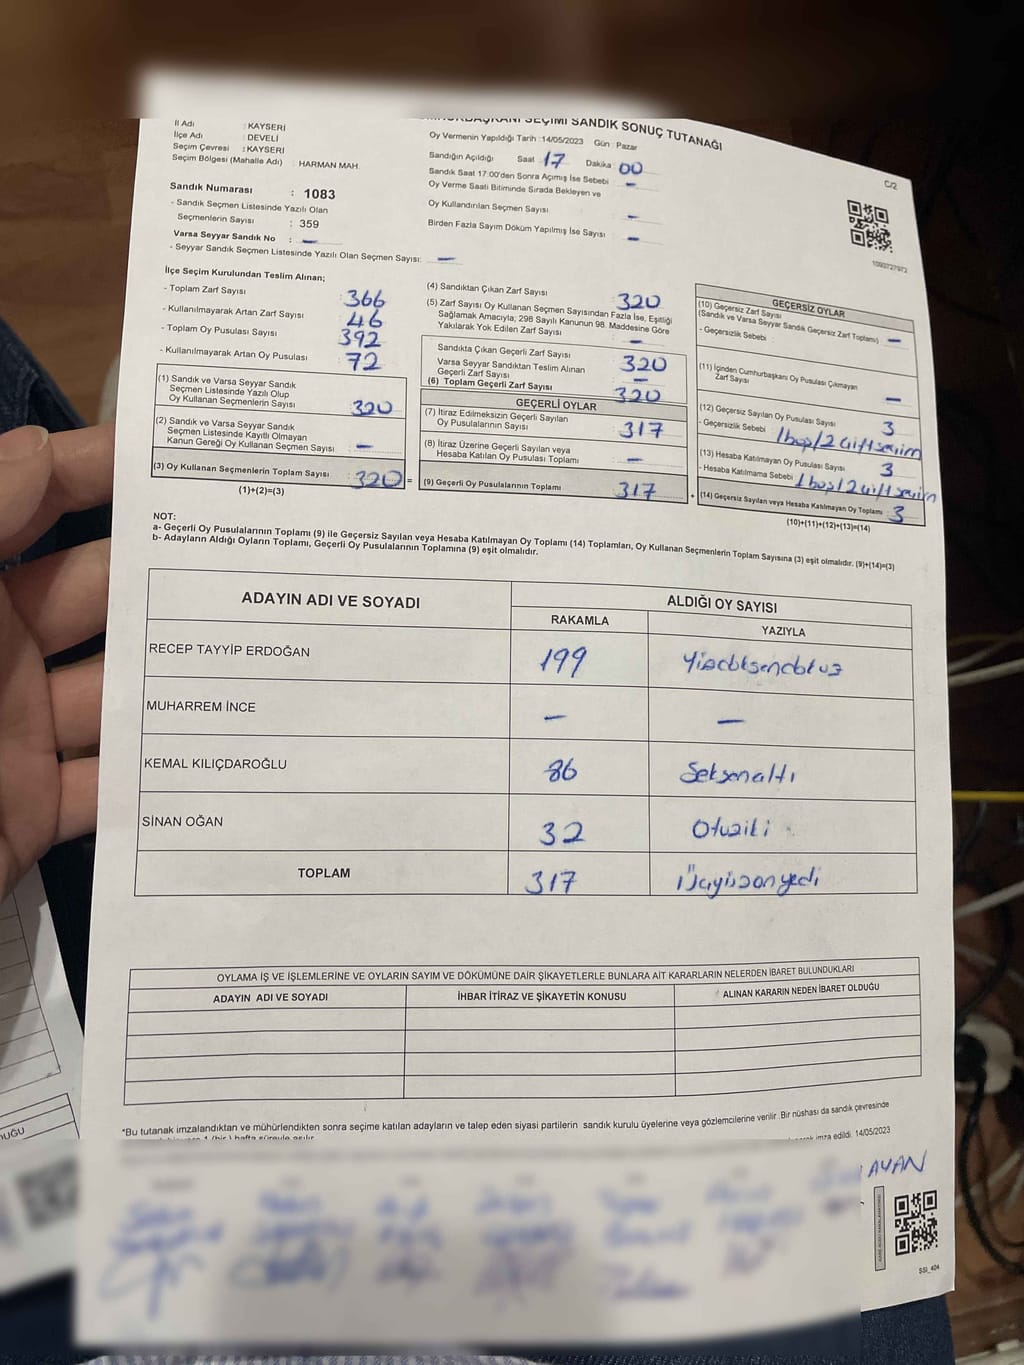 CUMHURBAŞKANI SEÇİMİ SANDIK SONUÇ TUTANAĞI
İl Adı : KAYSERİ
İlçe Adı : DEVELİ
Seçim Çevresi : KAYSERİ
Seçim Bölgesi (Mahalle Adı) : HARMAN MAH.
Sandık Numarası : 1083
- Sandık Seçmen Listesinde Yazılı Olan
Seçmenlerin Sayısı : 359
Varsa Seyyar Sandık No : —
- Seyyar Sandık Seçmen Listesinde Yazılı Olan Seçmen Sayısı: —
Oy Vermenin Yapıldığı Tarih :14/05/2023 Gün : Pazar
Sandığın Açıldığı Saat 17 Dakika 00
Sandık Saat 17:00'den Sonra Açımış İse Sebebi —
Oy Verme Saati Bitiminde Sırada Bekleyen ve
Oy Kullandırılan Seçmen Sayısı —
Birden Fazla Sayım Döküm Yapılmış İse Sayısı —
C/2
1093727972
İlçe Seçim Kurulundan Teslim Alınan;
- Toplam Zarf Sayısı 366
- Kullanılmayarak Artan Zarf Sayısı 46
- Toplam Oy Pusulası Sayısı 392
- Kullanılmayarak Artan Oy Pusulası 72
(1) Sandık ve Varsa Seyyar Sandık
Seçmen Listesinde Yazılı Olup
Oy Kullanan Seçmenlerin Sayısı 320
(2) Sandık ve Varsa Seyyar Sandık
Seçmen Listesinde Kayıtlı Olmayan
Kanun Gereği Oy Kullanan Seçmen Sayısı —
(3) Oy Kullanan Seçmenlerin Toplam Sayısı 320 =
(1)+(2)=(3)
(4) Sandıktan Çıkan Zarf Sayısı 320
(5) Zarf Sayısı Oy Kullanan Seçmen Sayısından Fazla İse, Eşitliği
Sağlamak Amacıyla; 298 Sayılı Kanunun 98. Maddesine Göre
Yakılarak Yok Edilen Zarf Sayısı —
Sandıkta Çıkan Geçerli Zarf Sayısı 320
Varsa Seyyar Sandıktan Teslim Alınan
Geçerli Zarf Sayısı —
(6) Toplam Geçerli Zarf Sayısı 320
GEÇERLİ OYLAR
(7) İtiraz Edilmeksizin Geçerli Sayılan
Oy Pusulalarının Sayısı 317
(8) İtiraz Üzerine Geçerli Sayılan veya
Hesaba Katılan Oy Pusulası Toplamı —
(9) Geçerli Oy Pusulalarının Toplamı 317 +
GEÇERSİZ OYLAR
(10) Geçersiz Zarf Sayısı
(Sandık ve Varsa Seyyar Sandık Geçersiz Zarf Toplamı) —
- Geçersizlik Sebebi
(11) İçinden Cumhurbaşkanı Oy Pusulası Çıkmayan
Zarf Sayısı —
(12) Geçersiz Sayılan Oy Pusulası Sayısı 3
- Geçersizlik Sebebi 1 boş/2 çift seçim
(13) Hesaba Katılmayan Oy Pusulası Sayısı 3
- Hesaba Katılmama Sebebi 1 boş/2 çift seçim
(14) Geçersiz Sayılan veya Hesaba Katılmayan Oy Toplamı 3
(10)+(11)+(12)+(13)=(14)
NOT:
a- Geçerli Oy Pusulalarının Toplamı (9) ile Geçersiz Sayılan veya Hesaba Katılmayan Oy Toplamı (14) Toplamları, Oy Kullanan Seçmenlerin Toplam Sayısına (3) eşit olmalıdır. (9)+(14)=(3)
b- Adayların Aldığı Oyların Toplamı, Geçerli Oy Pusulalarının Toplamına (9) eşit olmalıdır.
ADAYIN ADI VE SOYADI ALDIĞI OY SAYISI
RAKAMLA YAZIYLA
RECEP TAYYİP ERDOĞAN 199 Yüzdoksandokuz
MUHARREM İNCE — —
KEMAL KILIÇDAROĞLU 86 Seksenaltı
SİNAN OĞAN 32 Otuziki
TOPLAM 317 Üçyüzonyedi
OYLAMA İŞ VE İŞLEMLERİNE VE OYLARIN SAYIM VE DÖKÜMÜNE DAİR ŞİKAYETLERLE BUNLARA AİT KARARLARIN NELERDEN İBARET BULUNDUKLARI
ADAYIN ADI VE SOYADI İHBAR İTİRAZ VE ŞİKAYETİN KONUSU ALINAN KARARIN NEDEN İBARET OLDUĞU
*Bu tutanak imzalandıktan ve mühürlendikten sonra seçime katılan adayların ve talep eden siyasi partilerin sandık kurulu üyelerine veya gözlemcilerine verilir. Bir nüshası da sandık çevresinde
1 (bir) hafta süreyle asılır.
imza edildi. 14/05/2023
AYAN
SSİ_404